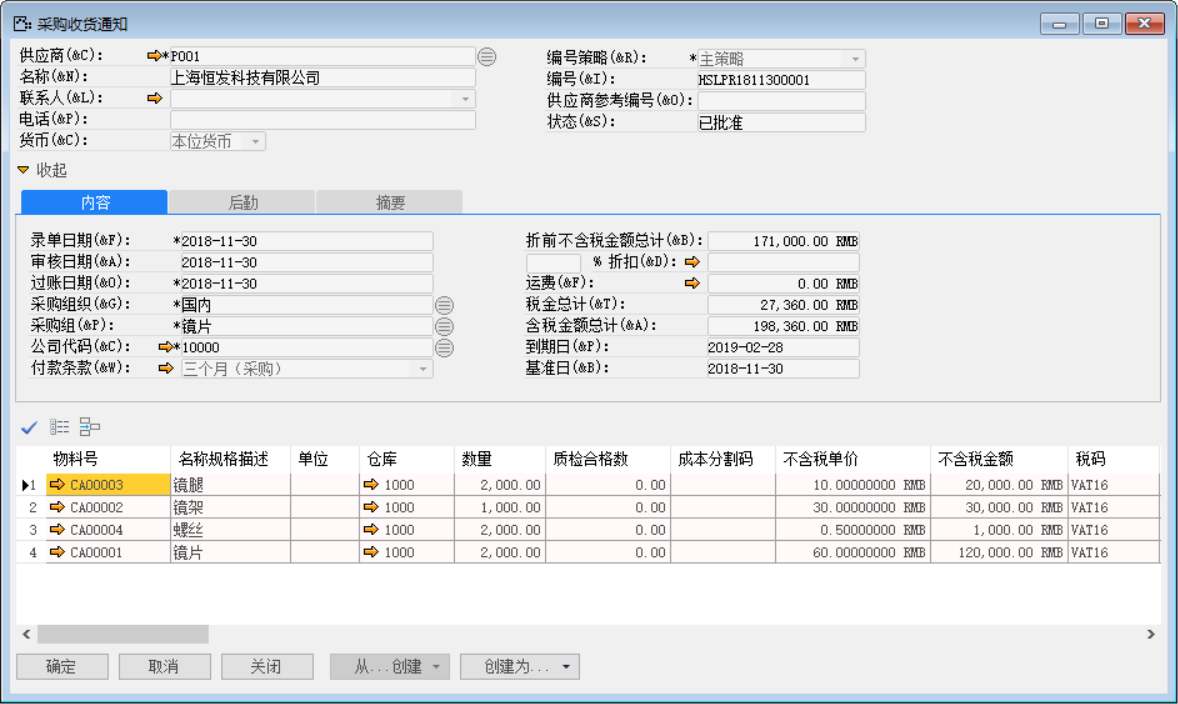 采购收货通知
供应商(&C): *P001 编号策略(&R): *主策略
名称(&N): 上海恒发科技有限公司 编号(&I): HSLPR1811300001
联系人(&L): 供应商参考编号(&O):
电话(&P): 状态(&S): 已批准
货币(&C): 本位货币
收起
内容 后勤 摘要
录单日期(&F): *2018-11-30 折前不含税金额总计(&B): 171,000.00 RMB
审核日期(&A): 2018-11-30 % 折扣(&D):
过账日期(&O): *2018-11-30 运费(&F): 0.00 RMB
采购组织(&G): *国内 税金总计(&T): 27,360.00 RMB
采购组(&P): *镜片 含税金额总计(&A): 198,360.00 RMB
公司代码(&C): *10000 到期日(&P): 2019-02-28
付款条款(&W): 三个月（采购） 基准日(&B): 2018-11-30
物料号 名称规格描述 单位 仓库 数量 质检合格数 成本分割码 不含税单价 不含税金额 税码
1 CA00003 镜腿 1000 2,000.00 0.00 10.00000000 RMB 20,000.00 RMB VAT16
2 CA00002 镜架 1000 1,000.00 0.00 30.00000000 RMB 30,000.00 RMB VAT16
3 CA00004 螺丝 1000 2,000.00 0.00 0.50000000 RMB 1,000.00 RMB VAT16
4 CA00001 镜片 1000 2,000.00 0.00 60.00000000 RMB 120,000.00 RMB VAT16
确定 取消 关闭 从...创建 创建为...